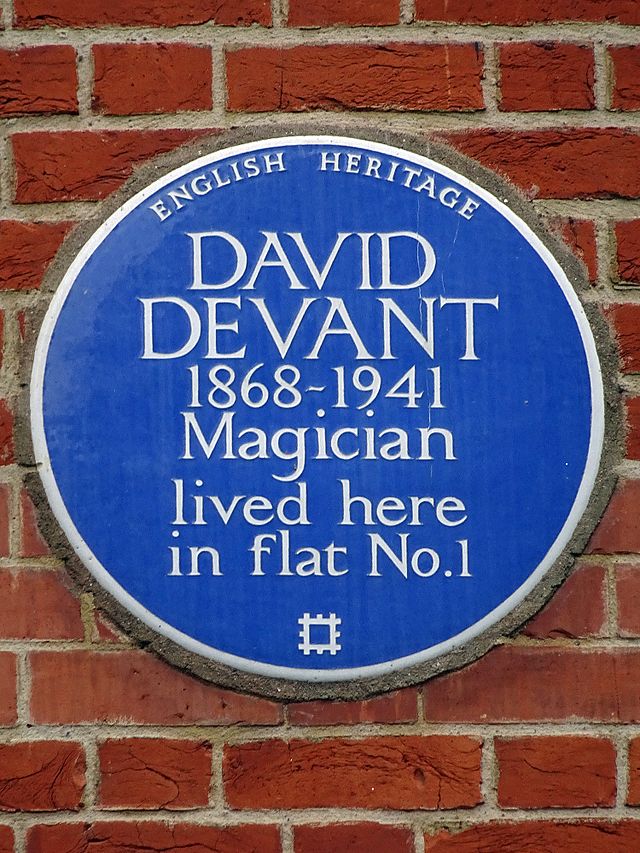 ENGLISH HERITAGE
DAVID
DEVANT
1868-1941
Magician
lived here
in flat No.1